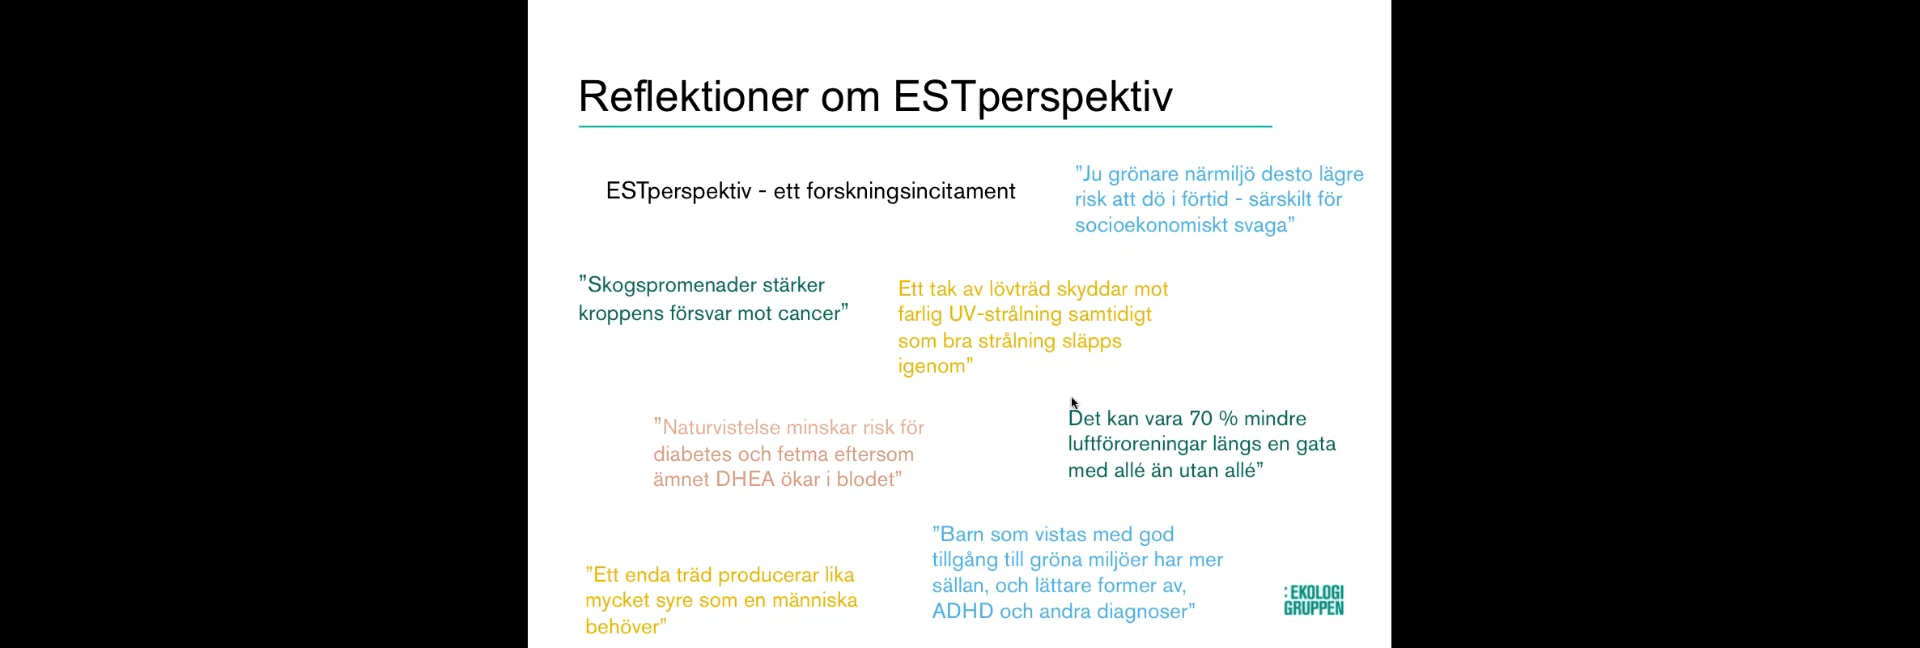 Reflektioner om ESTperspektiv
ESTperspektiv - ett forskningsincitament
”Ju grönare närmiljö desto lägre
risk att dö i förtid - särskilt för
socioekonomiskt svaga”
”Skogspromenader stärker
kroppens försvar mot cancer”
Ett tak av lövträd skyddar mot
farlig UV-strålning samtidigt
som bra strålning släpps
igenom”
”Naturvistelse minskar risk för
diabetes och fetma eftersom
ämnet DHEA ökar i blodet”
Det kan vara 70 % mindre
luftföroreningar längs en gata
med allé än utan allé”
”Barn som vistas med god
tillgång till gröna miljöer har mer
sällan, och lättare former av,
ADHD och andra diagnoser”
”Ett enda träd producerar lika
mycket syre som en människa
behöver”
:EKOLOGI
GRUPPEN